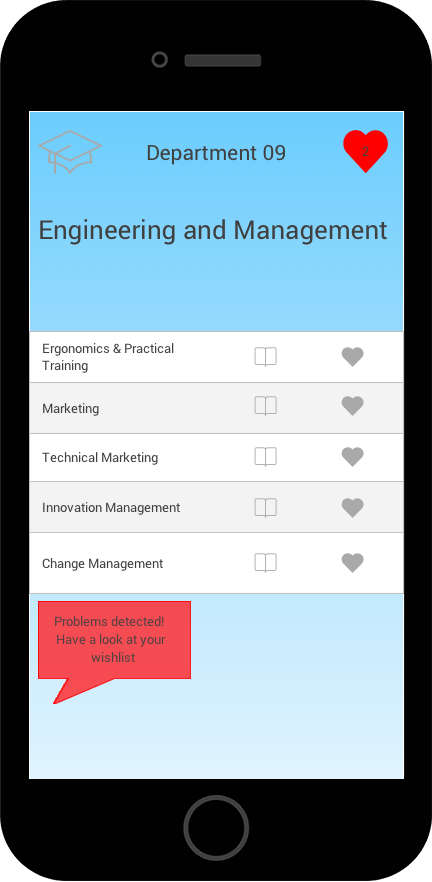 Department 09
2
Engineering and Management
Ergonomics & Practical
Training
Marketing
Technical Marketing
Innovation Management
Change Management
Problems detected!
Have a look at your
wishlist